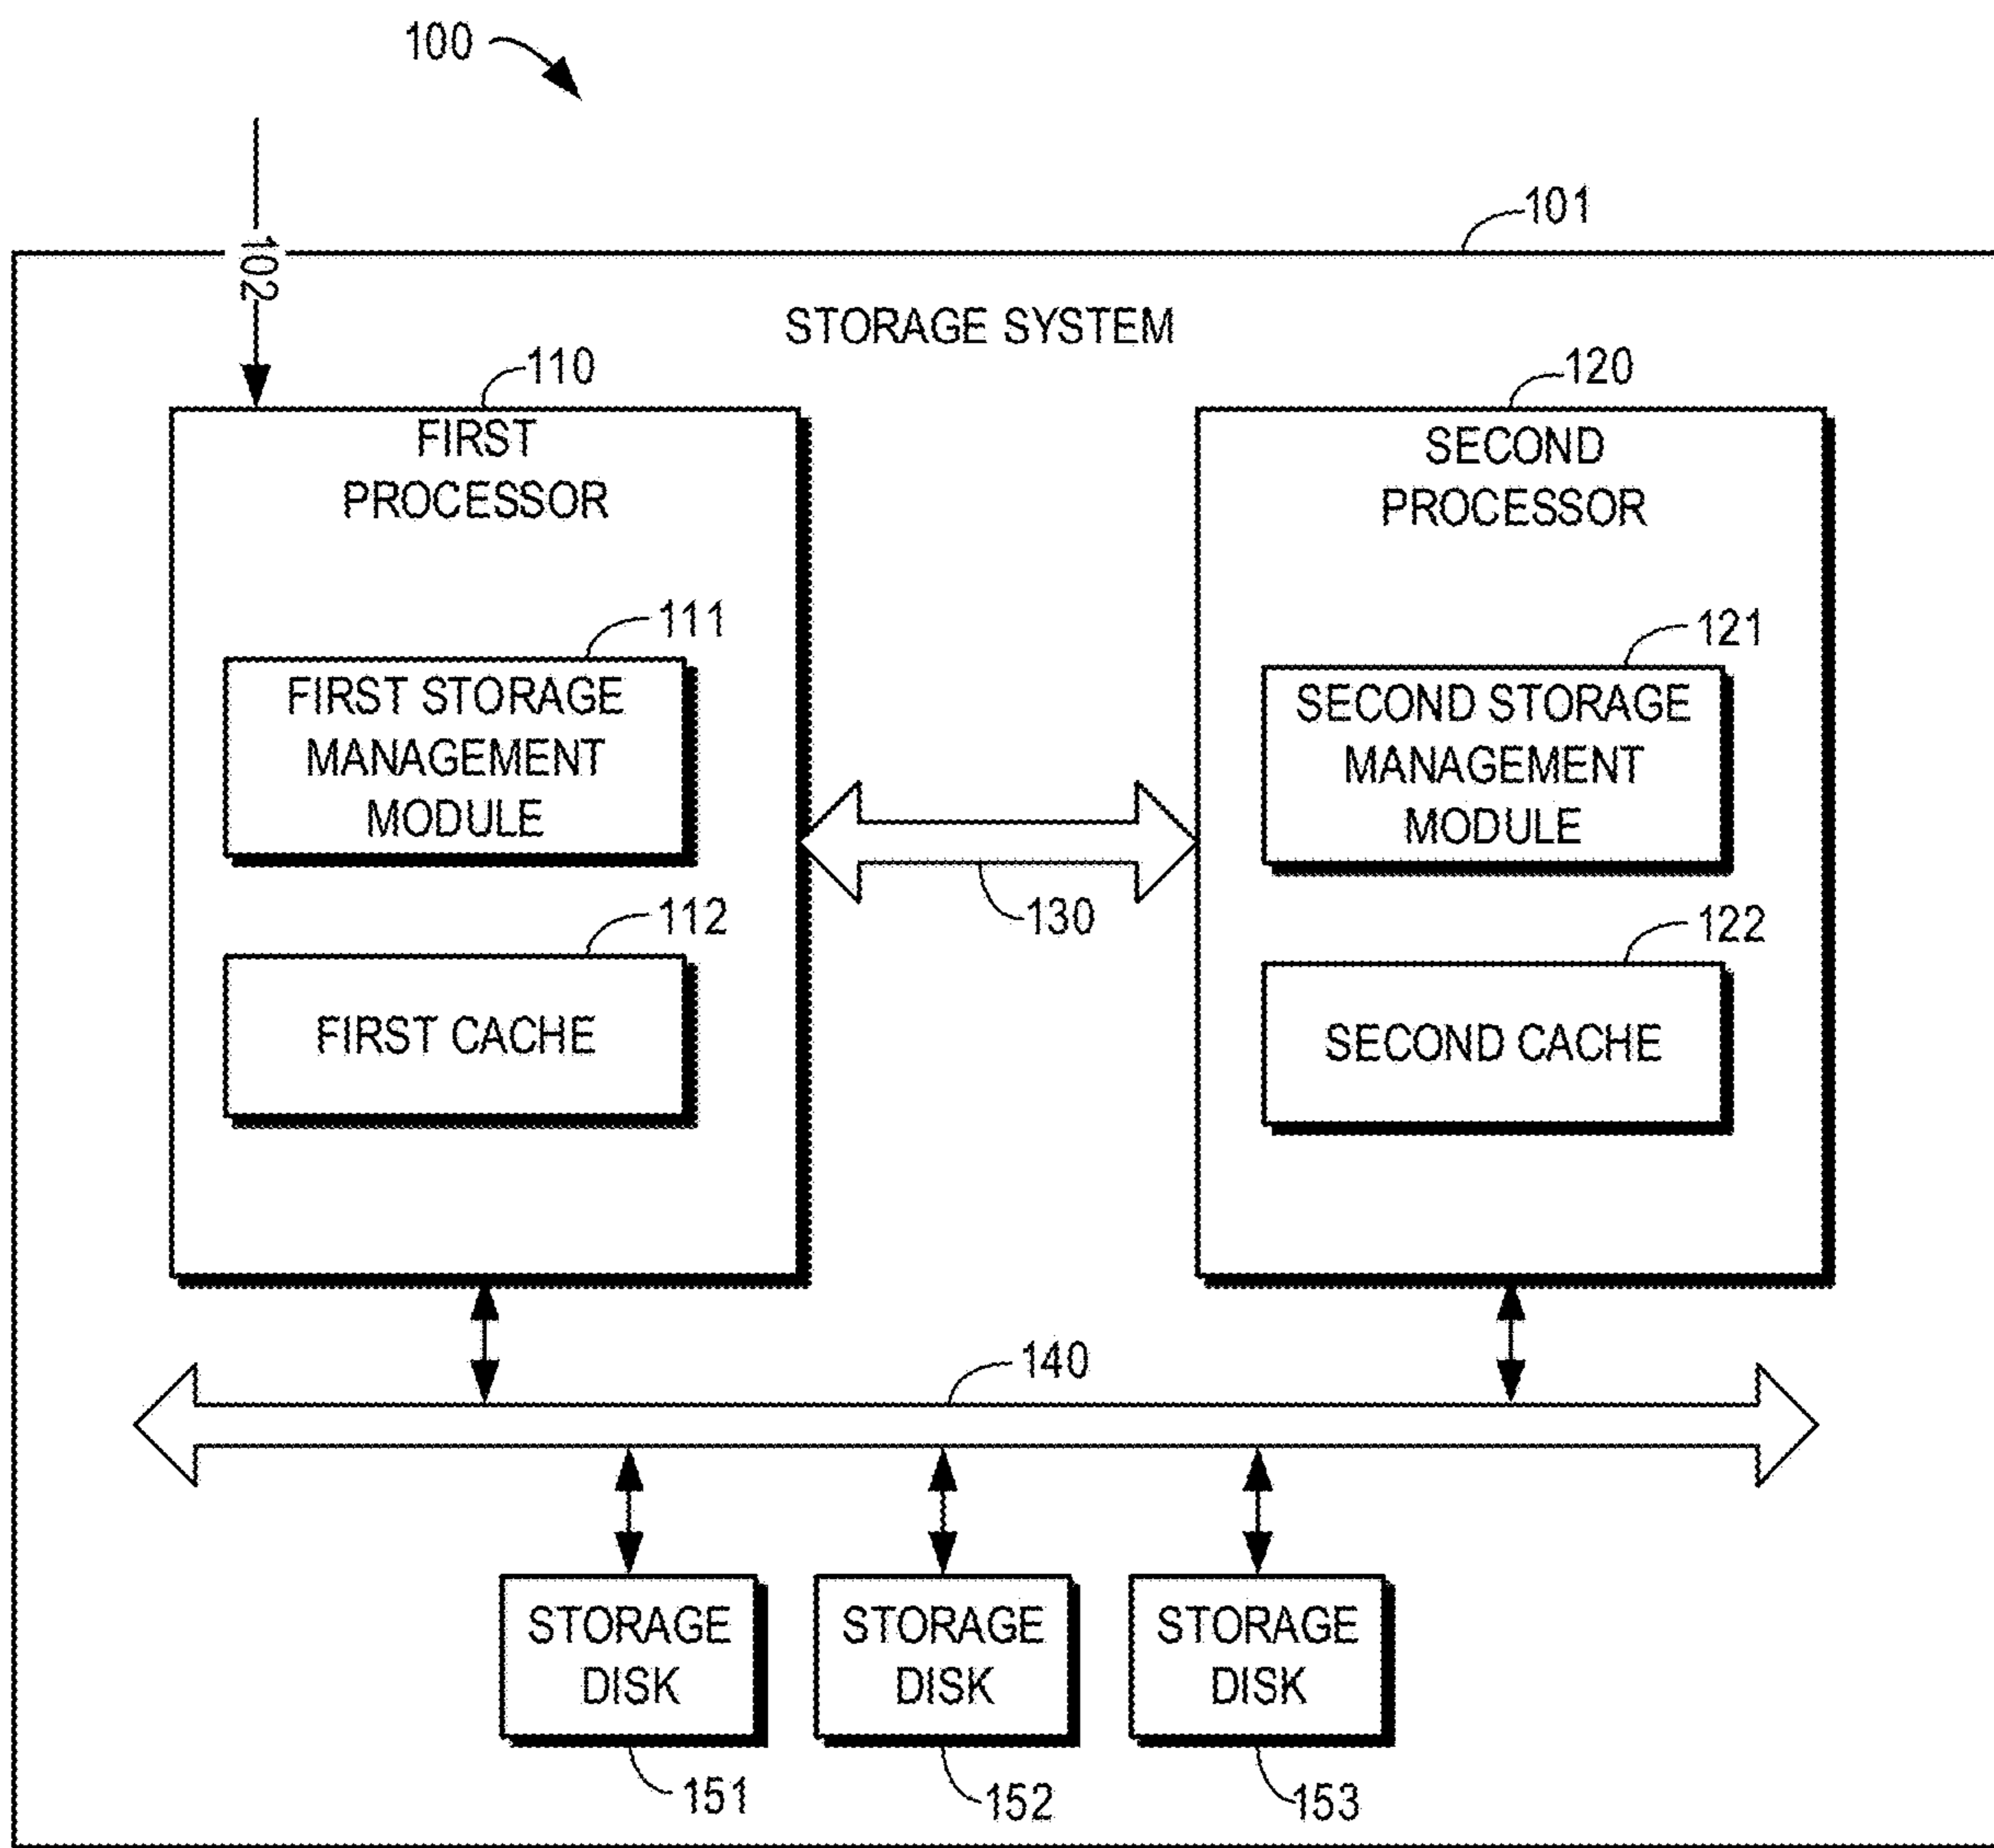 100
101
102
STORAGE SYSTEM
110
120
FIRST
PROCESSOR
SECOND
PROCESSOR
111
FIRST STORAGE
MANAGEMENT
MODULE
121
SECOND STORAGE
MANAGEMENT
MODULE
130
112
FIRST CACHE
122
SECOND CACHE
140
STORAGE
DISK
STORAGE
DISK
STORAGE
DISK
151
152
153